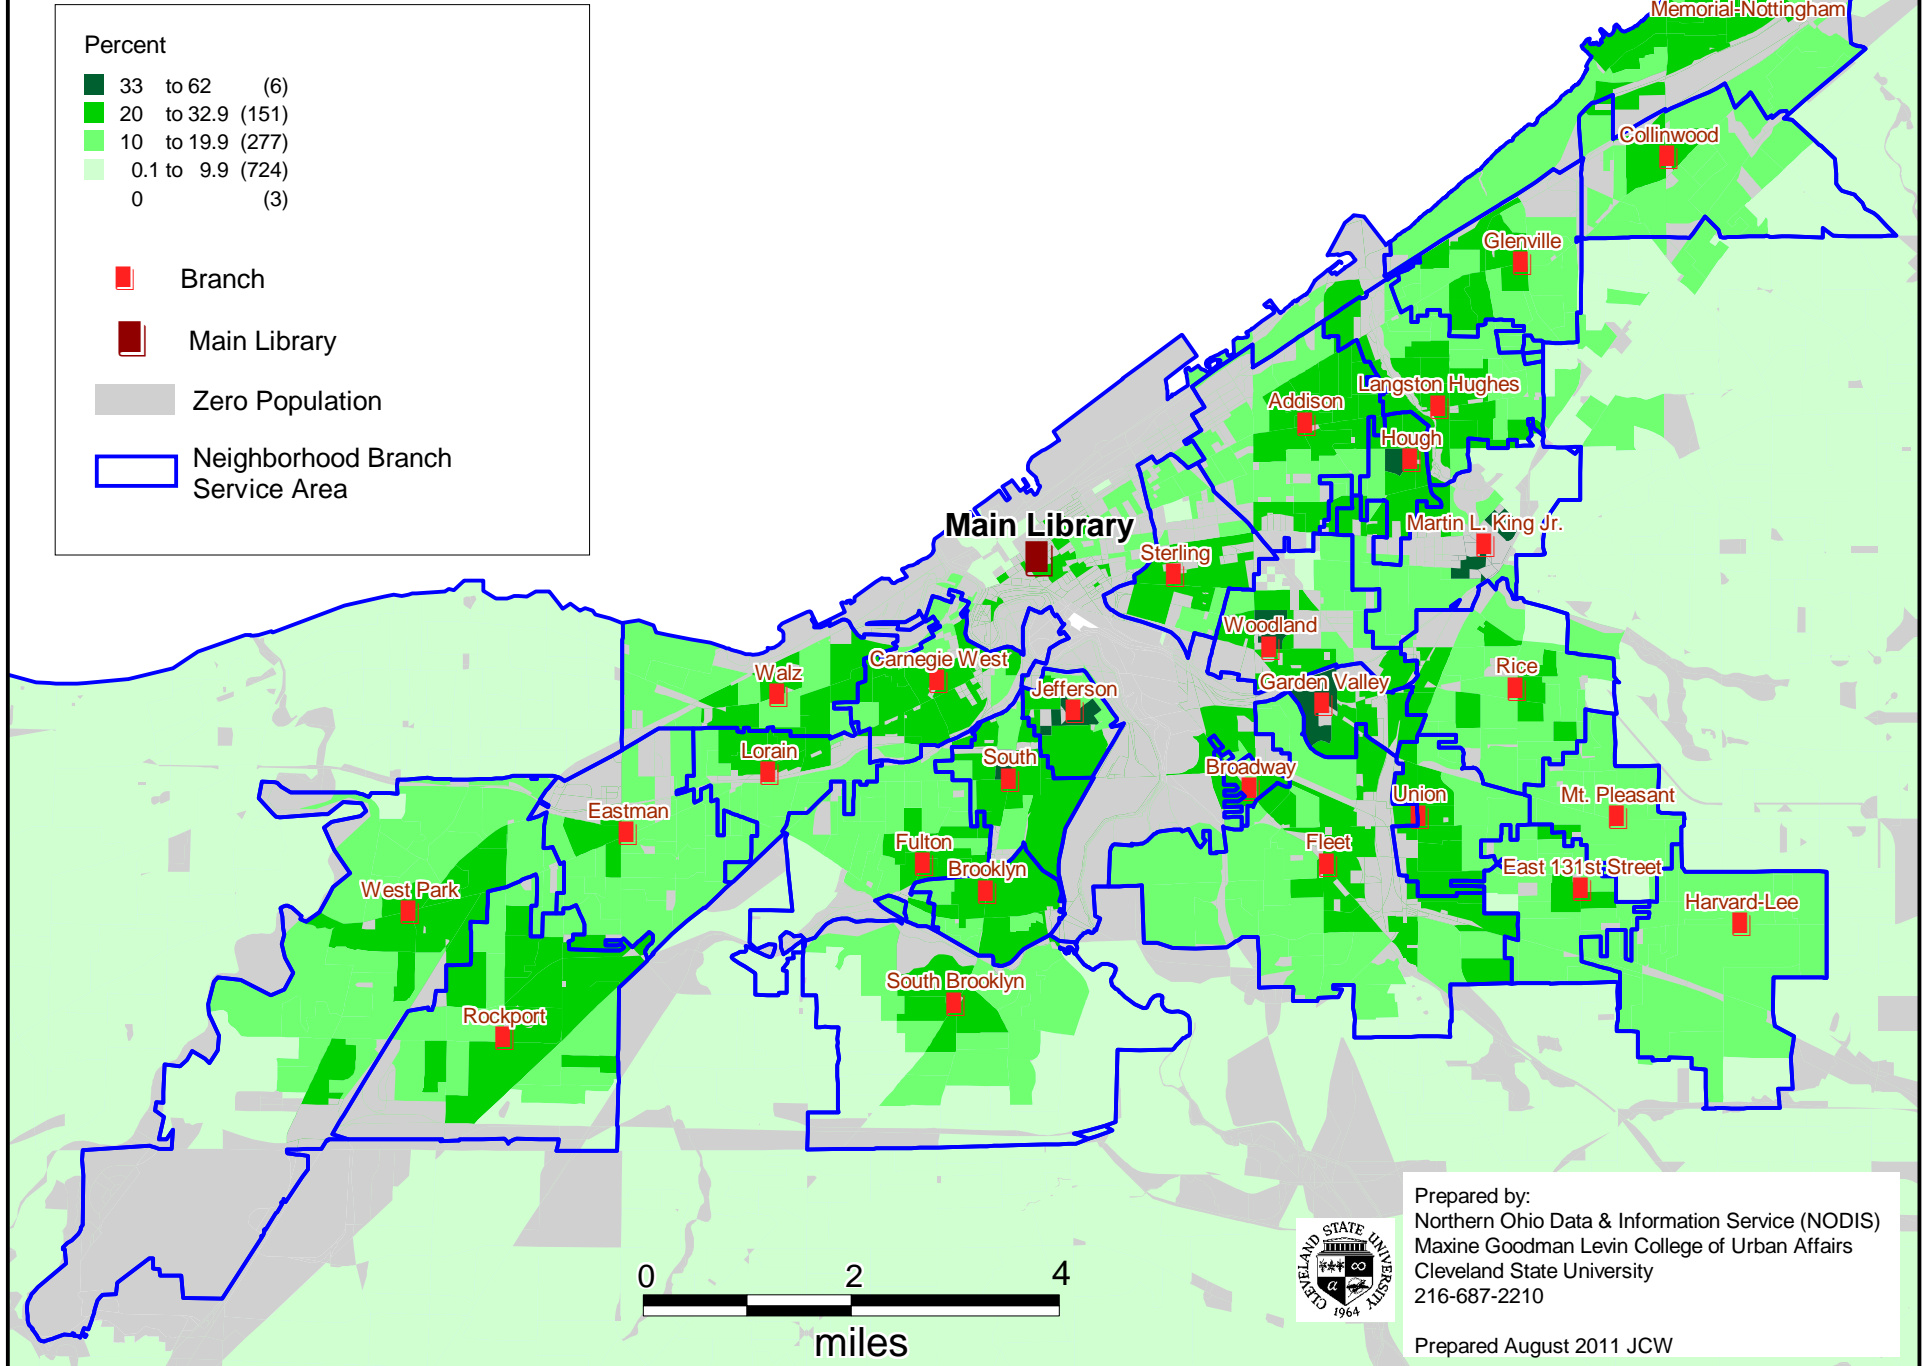 Percent
33 to 62 (6)
20 to 32.9 (151)
10 to 19.9 (277)
0.1 to 9.9 (724)
0 (3)
Branch
Main Library
Zero Population
Neighborhood Branch
Service Area
Memorial-Nottingham
Collinwood
Glenville
Langston Hughes
Addison
Hough
Main Library
Martin L. King Jr.
Sterling
Woodland
Carnegie West
Walz
Rice
Garden Valley
Jefferson
Lorain
South
Broadway
Union
Mt. Pleasant
Eastman
Fulton
Fleet
Brooklyn
East 131st Street
West Park
Harvard-Lee
South Brooklyn
Rockport
0 2 4
miles
CLEVELAND STATE UNIVERSITY
1964
Prepared by:
Northern Ohio Data & Information Service (NODIS)
Maxine Goodman Levin College of Urban Affairs
Cleveland State University
216-687-2210
Prepared August 2011 JCW